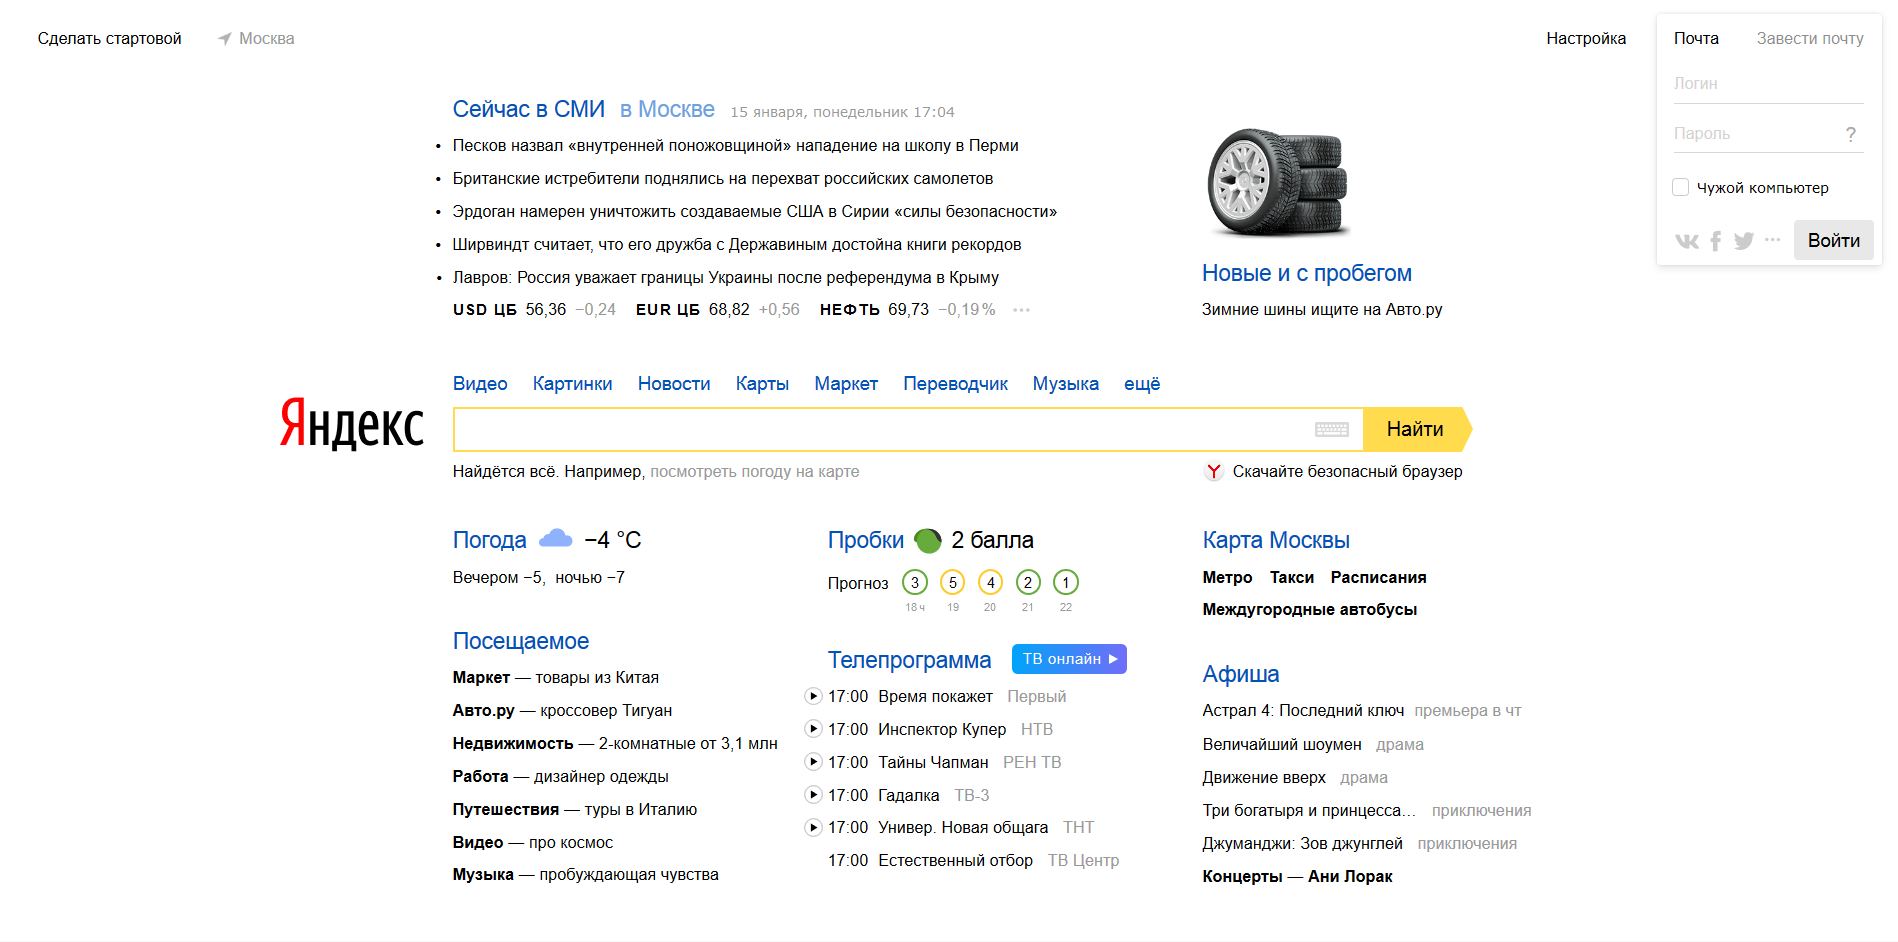 Сделать стартовой
Москва
Настройка
Почта
Завести почту
Логин
Пароль
?
Чужой компьютер
Войти
Сейчас в СМИ в Москве 15 января, понедельник 17:04
• Песков назвал «внутренней поножовщиной» нападение на школу в Перми
• Британские истребители поднялись на перехват российских самолетов
• Эрдоган намерен уничтожить создаваемые США в Сирии «силы безопасности»
• Ширвиндт считает, что его дружба с Державиным достойна книги рекордов
• Лавров: Россия уважает границы Украины после референдума в Крыму
USD ЦБ 56,36 −0,24 EUR ЦБ 68,82 +0,56 НЕФТЬ 69,73 −0,19% ···
Новые и с пробегом
Зимние шины ищите на Авто.ру
Видео Картинки Новости Карты Маркет Переводчик Музыка ещё
Яндекс
Найти
Найдётся всё. Например, посмотреть погоду на карте
Скачайте безопасный браузер
Погода −4 °C
Вечером −5, ночью −7
Посещаемое
Маркет — товары из Китая
Авто.ру — кроссовер Тигуан
Недвижимость — 2-комнатные от 3,1 млн
Работа — дизайнер одежды
Путешествия — туры в Италию
Видео — про космос
Музыка — пробуждающая чувства
Пробки 2 балла
Прогноз 3 5 4 2 1
18 ч 19 20 21 22
Телепрограмма ТВ онлайн
17:00 Время покажет Первый
17:00 Инспектор Купер НТВ
17:00 Тайны Чапман РЕН ТВ
17:00 Гадалка ТВ-3
17:00 Универ. Новая общага ТНТ
17:00 Естественный отбор ТВ Центр
Карта Москвы
Метро Такси Расписания
Междугородные автобусы
Афиша
Астрал 4: Последний ключ премьера в чт
Величайший шоумен драма
Движение вверх драма
Три богатыря и принцесса… приключения
Джуманджи: Зов джунглей приключения
Концерты — Ани Лорак